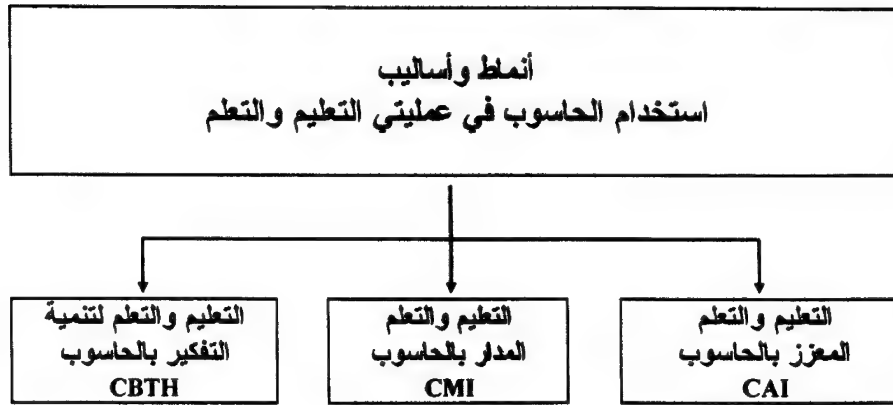 أنماط وأساليب
استخدام الحاسوب في عمليتي التعليم والتعلم
التعليم والتعلم
المعزز بالحاسوب
CAI
التعليم والتعلم
المدار بالحاسوب
CMI
التعليم والتعلم لتنمية
التفكير بالحاسوب
CBTH